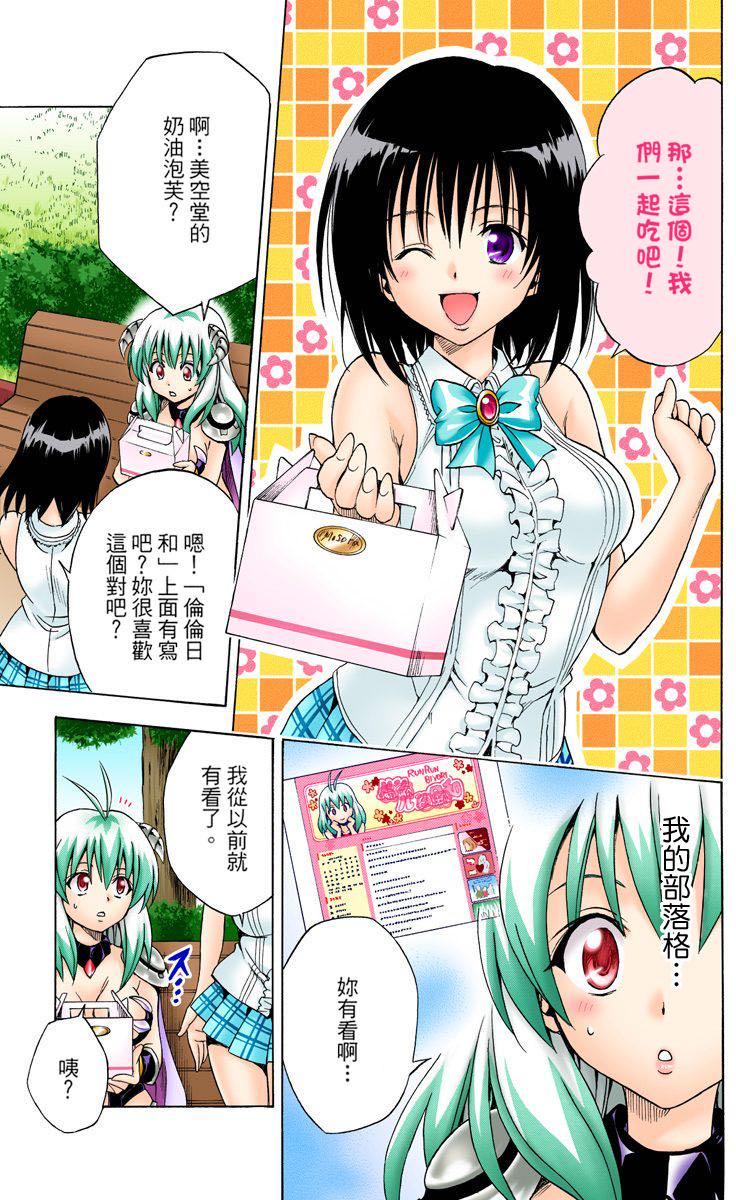 那…這個！我
們一起吃吧！
啊…美空堂的
奶油泡芙？
嗯！「倫倫日
和」上面有寫
吧？妳很喜歡
這個對吧？
我的部落格…
RUNRUN
BIYORI
妳有看啊…
我從以前就
有看了。
ス…
咦？